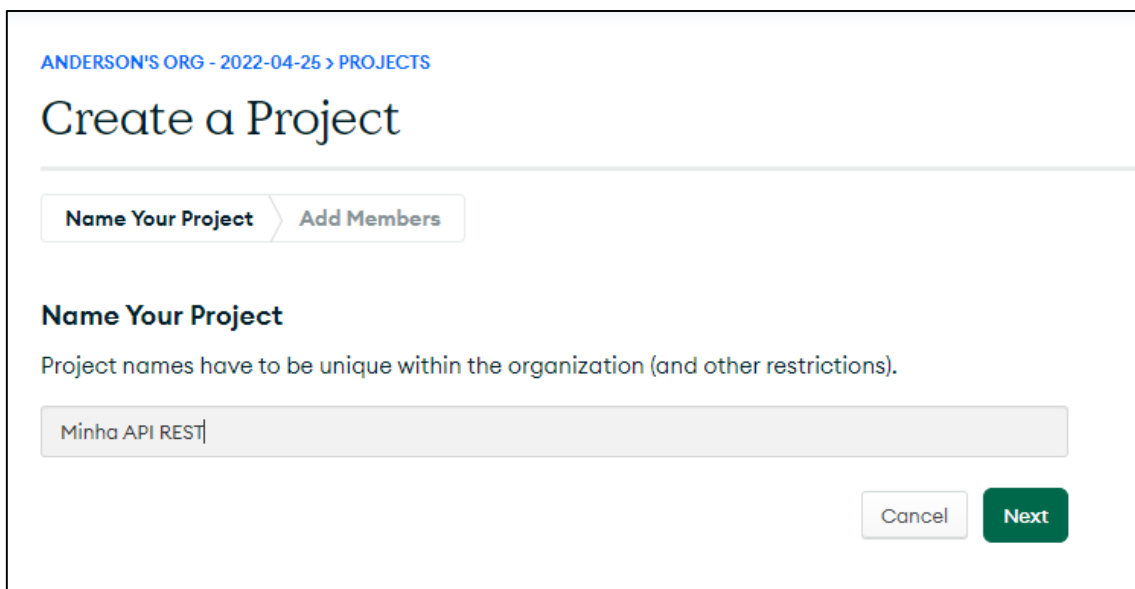 ANDERSON'S ORG - 2022-04-25 > PROJECTS
Create a Project
Name Your Project Add Members
Name Your Project
Project names have to be unique within the organization (and other restrictions).
Minha API REST
Cancel Next